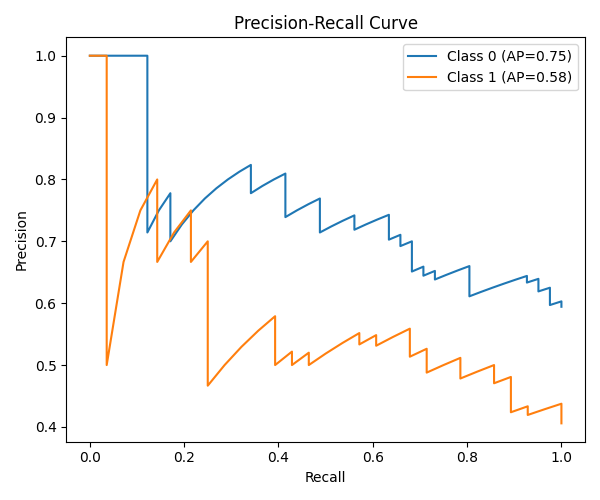 Precision-Recall Curve
Class 0 (AP=0.75)
Class 1 (AP=0.58)
Precision
1.0
0.9
0.8
0.7
0.6
0.5
0.4
0.0 0.2 0.4 0.6 0.8 1.0
Recall